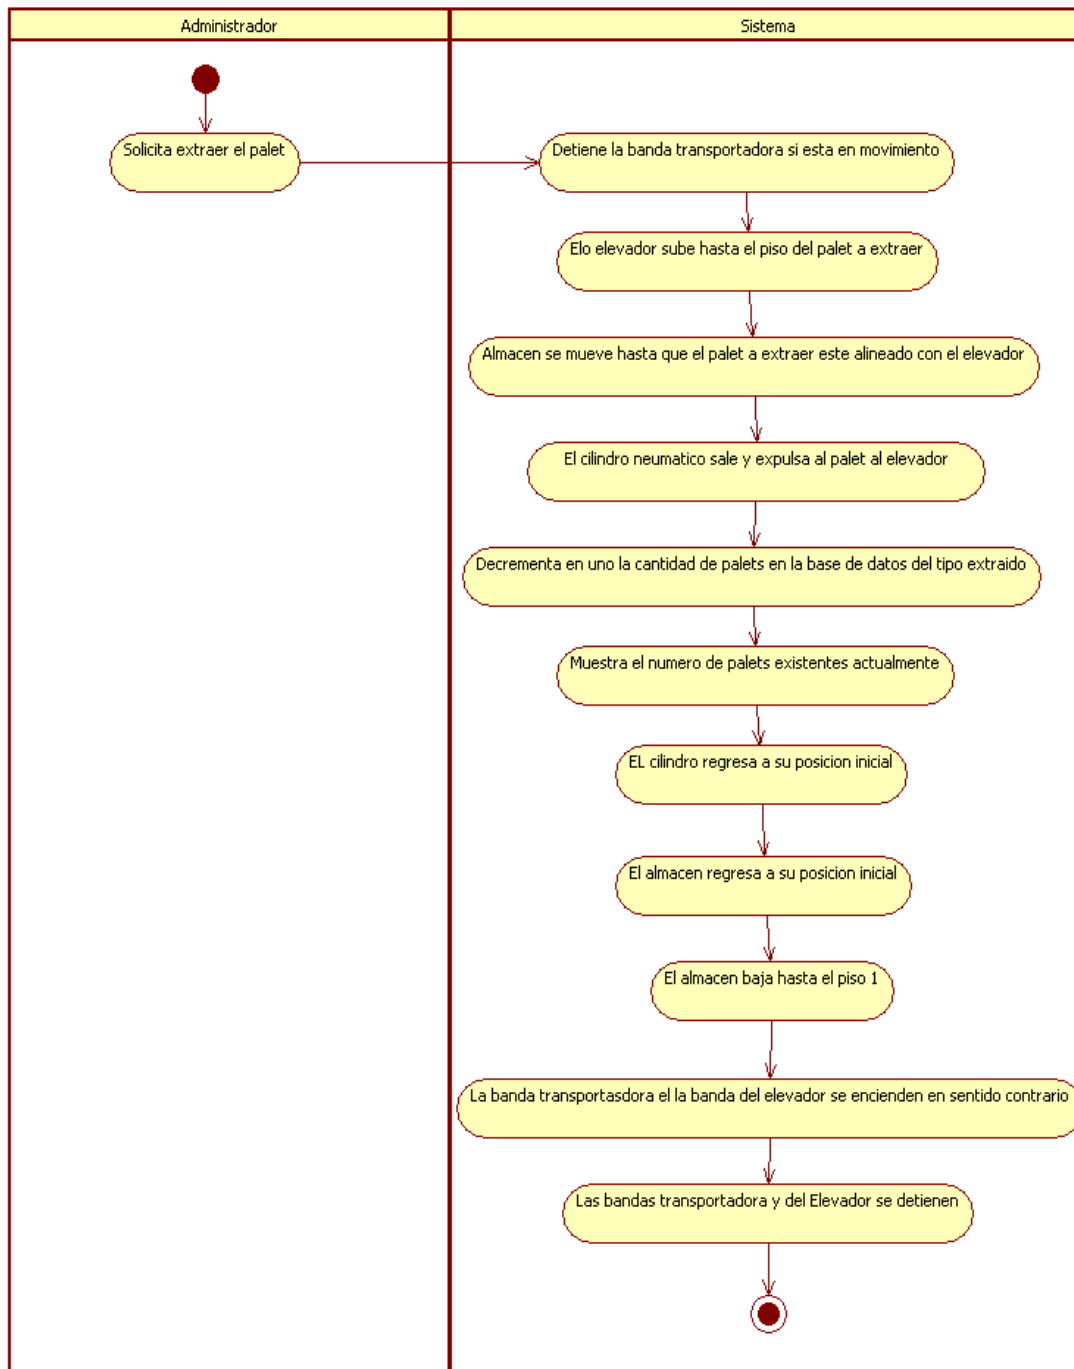 Administrador
Sistema
Solicita extraer el palet
Detiene la banda transportadora si esta en movimiento
Elo elevador sube hasta el piso del palet a extraer
Almacen se mueve hasta que el palet a extraer este alineado con el elevador
El cilindro neumatico sale y expulsa al palet al elevador
Decrementa en uno la cantidad de palets en la base de datos del tipo extraido
Muestra el numero de palets existentes actualmente
EL cilindro regresa a su posicion inicial
El almacen regresa a su posicion inicial
El almacen baja hasta el piso 1
La banda transportasdora el la banda del elevador se encienden en sentido contrario
Las bandas transportadora y del Elevador se detienen